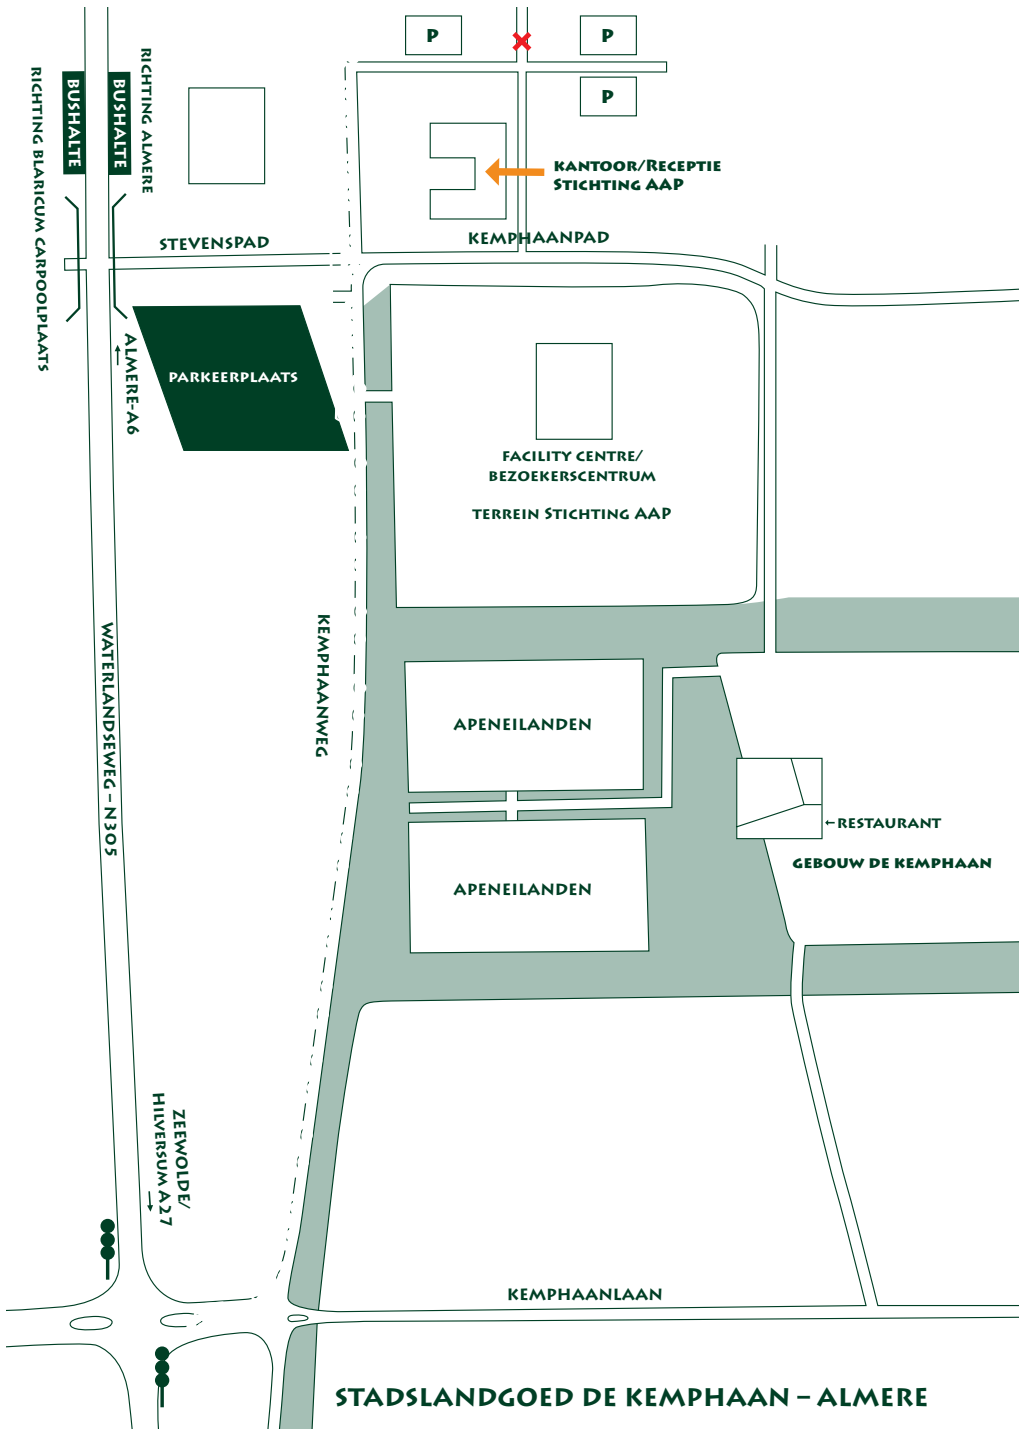 P
P
P
RICHTING ALMERE
BUSHALTE
BUSHALTE
RICHTING BLARICUM CARPOOLPLAATS
KANTOOR/RECEPTIE
STICHTING AAP
STEVENSPAD
KEMPHAANPAD
ALMERE-A6
PARKEERPLAATS
FACILITY CENTRE/
BEZOEKERSCENTRUM
TERREIN STICHTING AAP
KEMPHAANWEG
WATERLANDSEWEG – N305
APENEILANDEN
←RESTAURANT
GEBOUW DE KEMPHAAN
APENEILANDEN
ZEEWOLDE/
HILVERSUM A27
KEMPHAANLAAN
STADSLANDGOED DE KEMPHAAN – ALMERE